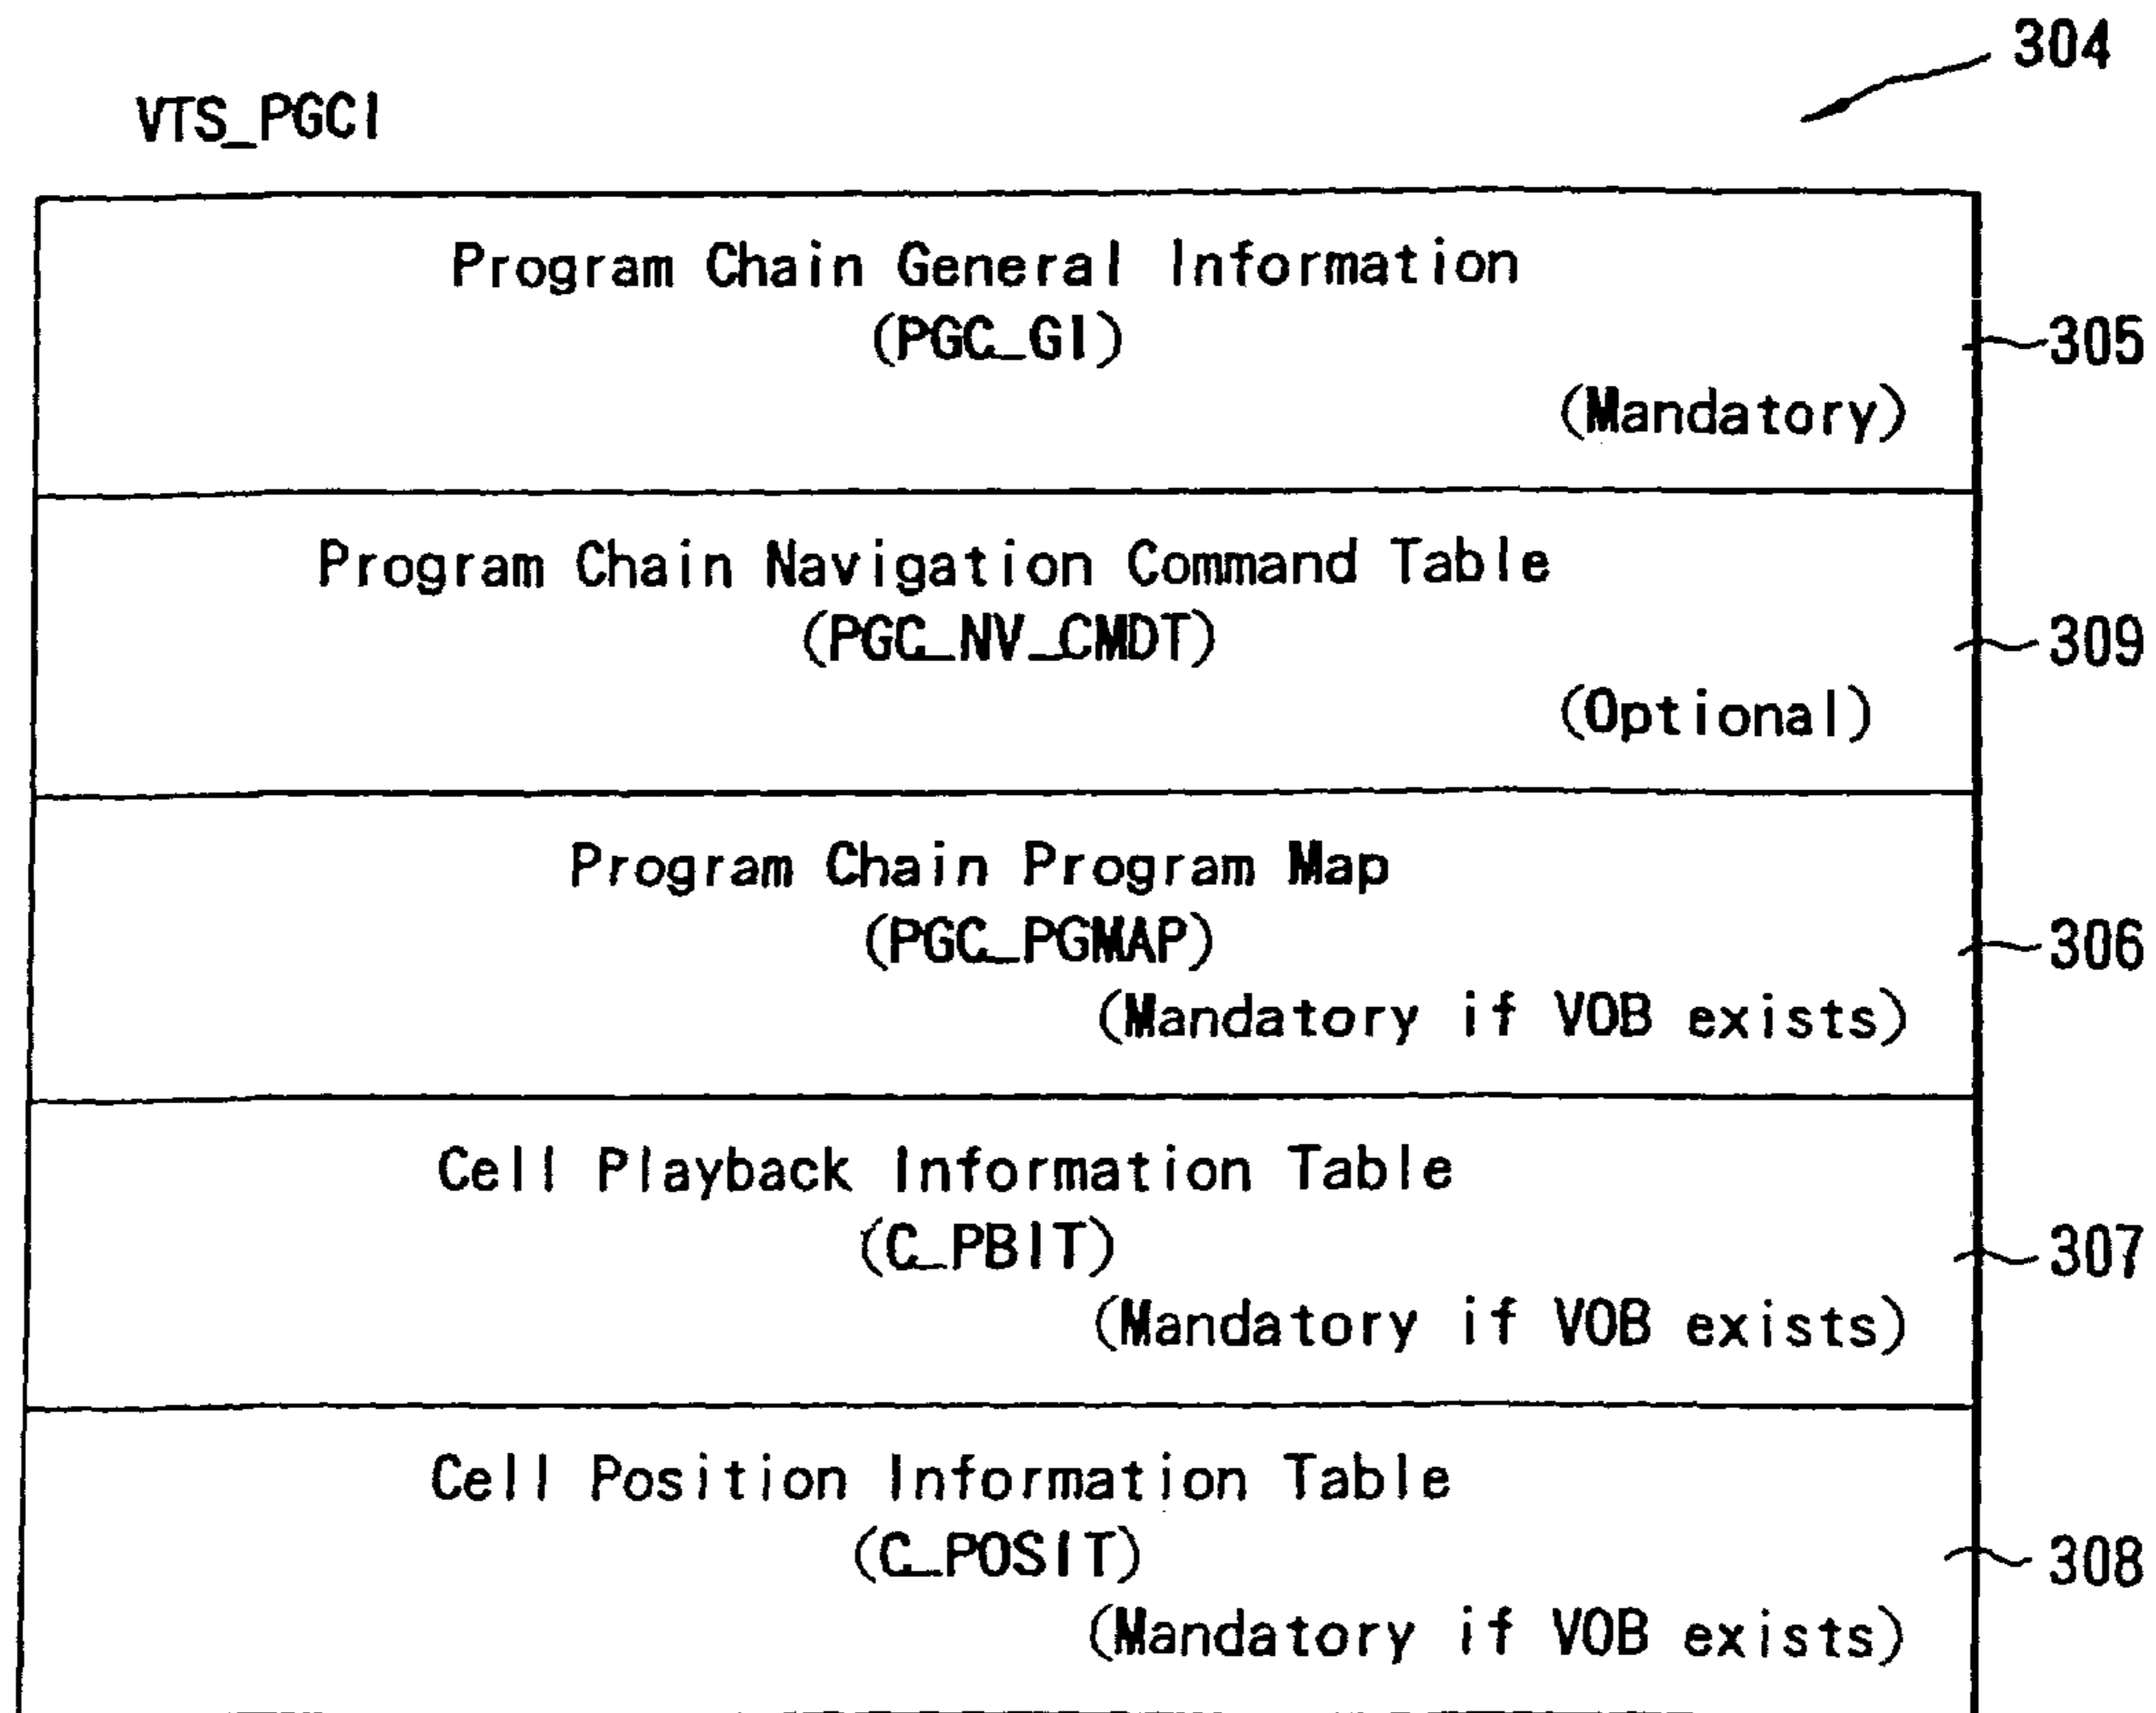 304
VTS_PGCI
Program Chain General Information
(PGC_GI)
305
(Mandatory)
Program Chain Navigation Command Table
(PGC_NV_CMDT)
309
(Optional)
Program Chain Program Map
(PGC_PGMAP)
306
(Mandatory if VOB exists)
Cell Playback Information Table
(C_PBIT)
307
(Mandatory if VOB exists)
Cell Position Information Table
(C_POSIT)
308
(Mandatory if VOB exists)